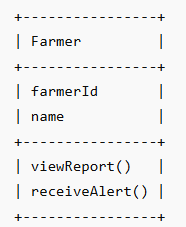 +----------------+
| Farmer         |
+----------------+
| farmerId       |
| name           |
+----------------+
| viewReport()   |
| receiveAlert() |
+----------------+